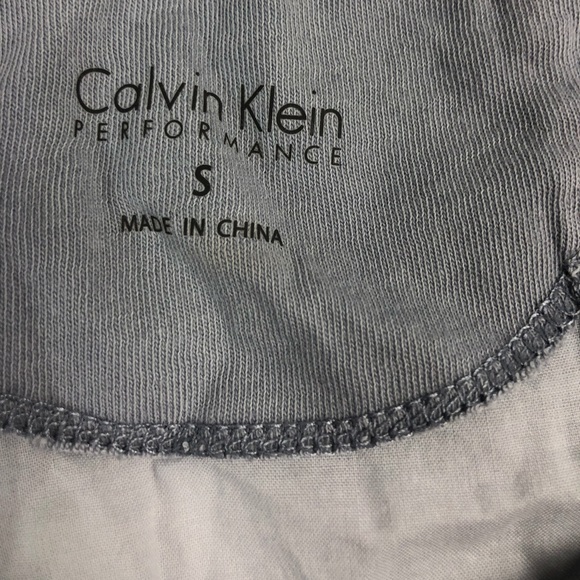 Calvin Klein
PERFORMANCE
S
MADE IN CHINA